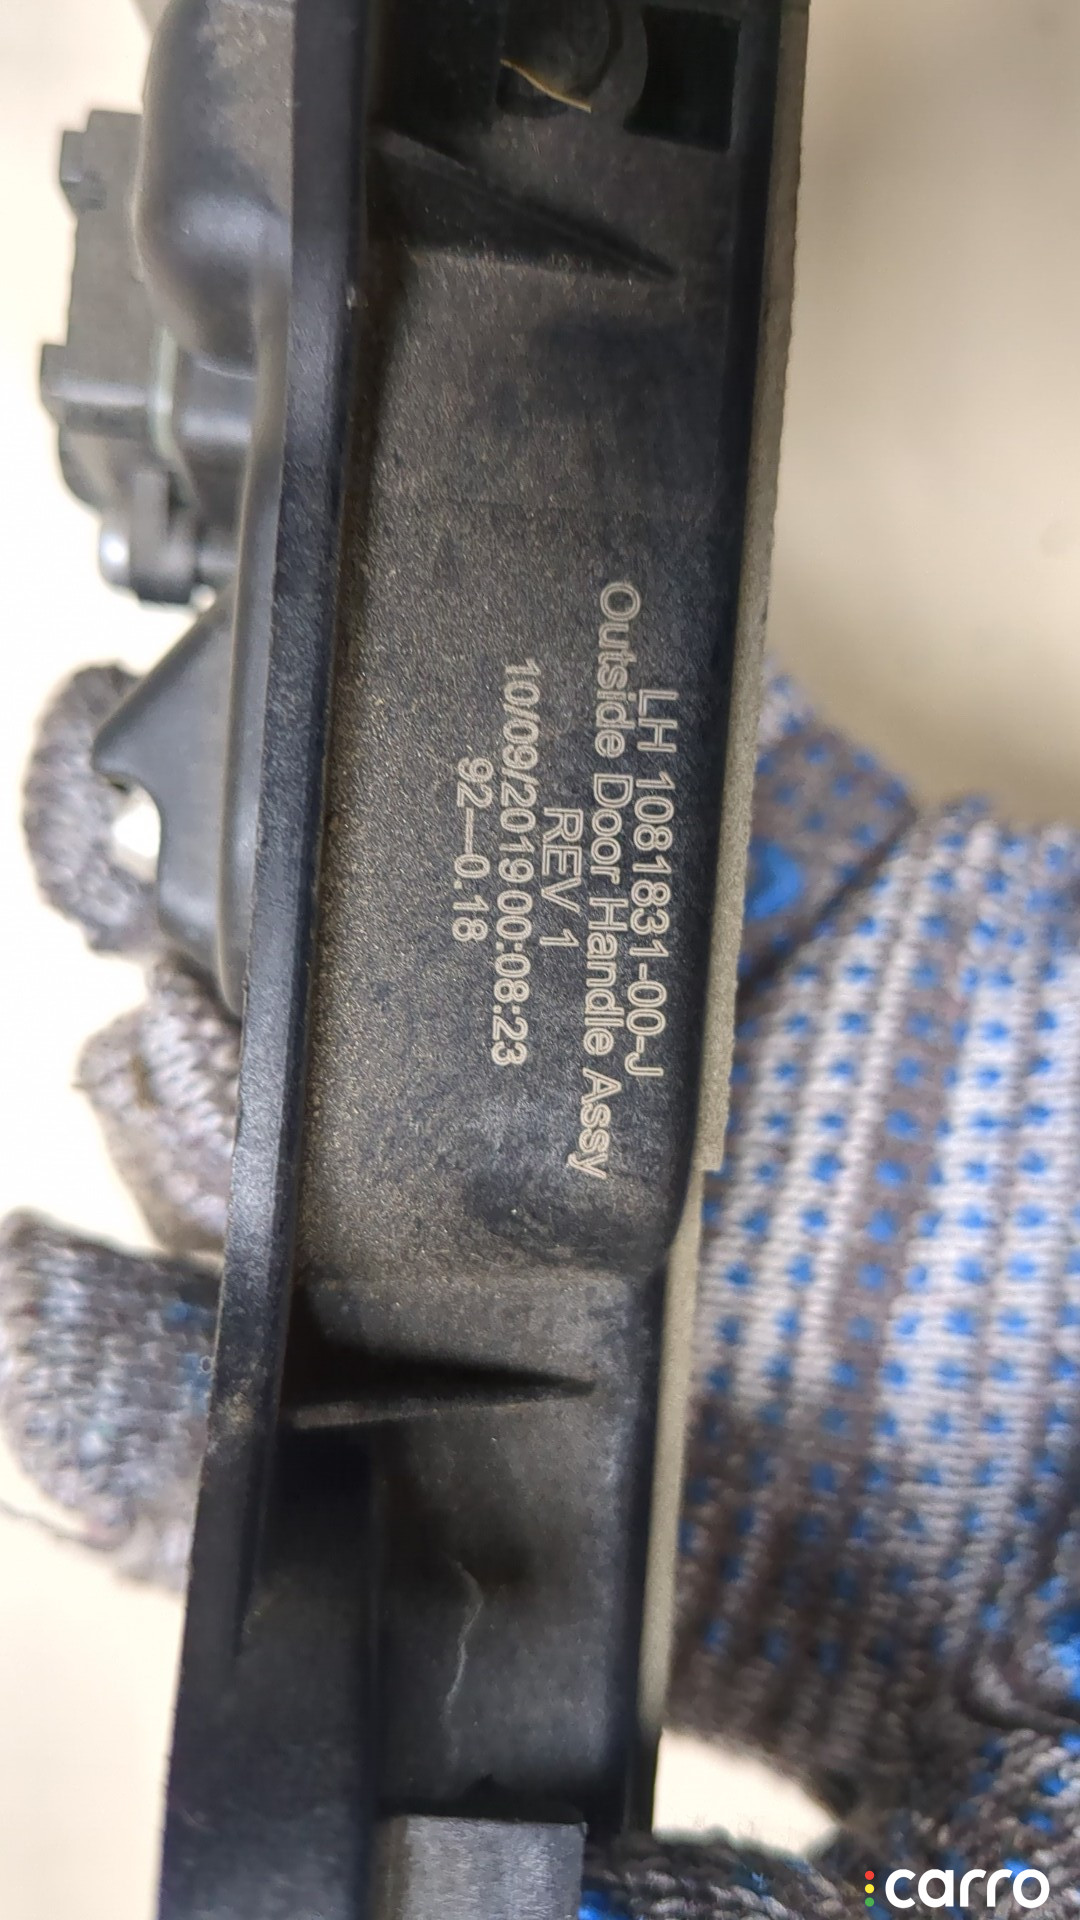 LH 1081831-00-J
Outside Door Handle Assy
REV 1
10/09/2019 00:08:23
92—0.18
carro